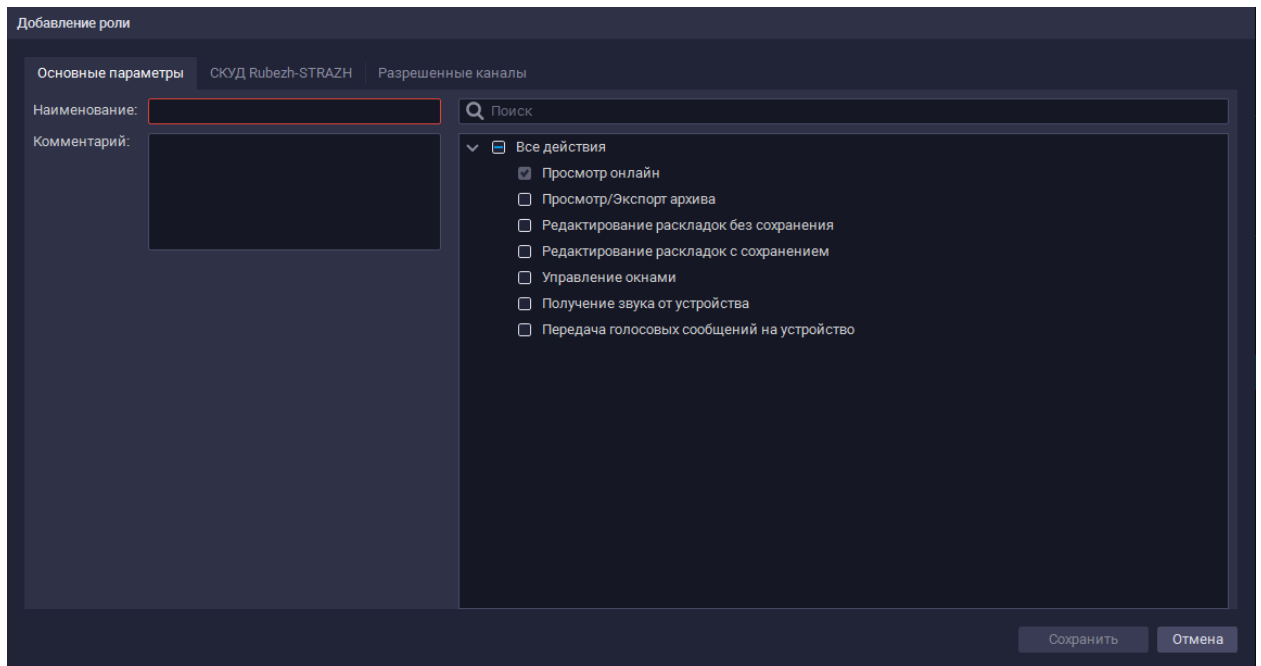 Добавление роли
Основные параметры СКУД Rubezh-STRAZH Разрешенные каналы
Наименование:
Комментарий:
Поиск
Все действия
Просмотр онлайн
Просмотр/Экспорт архива
Редактирование раскладок без сохранения
Редактирование раскладок с сохранением
Управление окнами
Получение звука от устройства
Передача голосовых сообщений на устройство
Сохранить Отмена